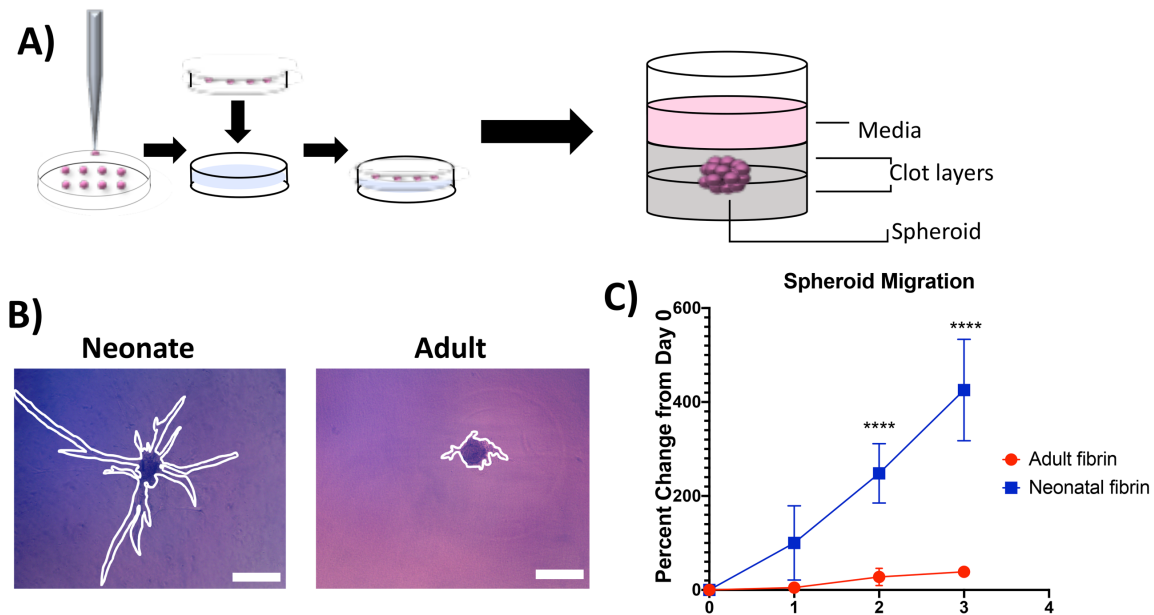 A)
Media
Clot layers
Spheroid
B)
Neonate
Adult
C)
Spheroid Migration
Percent Change from Day 0
600
400
200
0
0
1
2
3
4
****
****
Adult fibrin
Neonatal fibrin